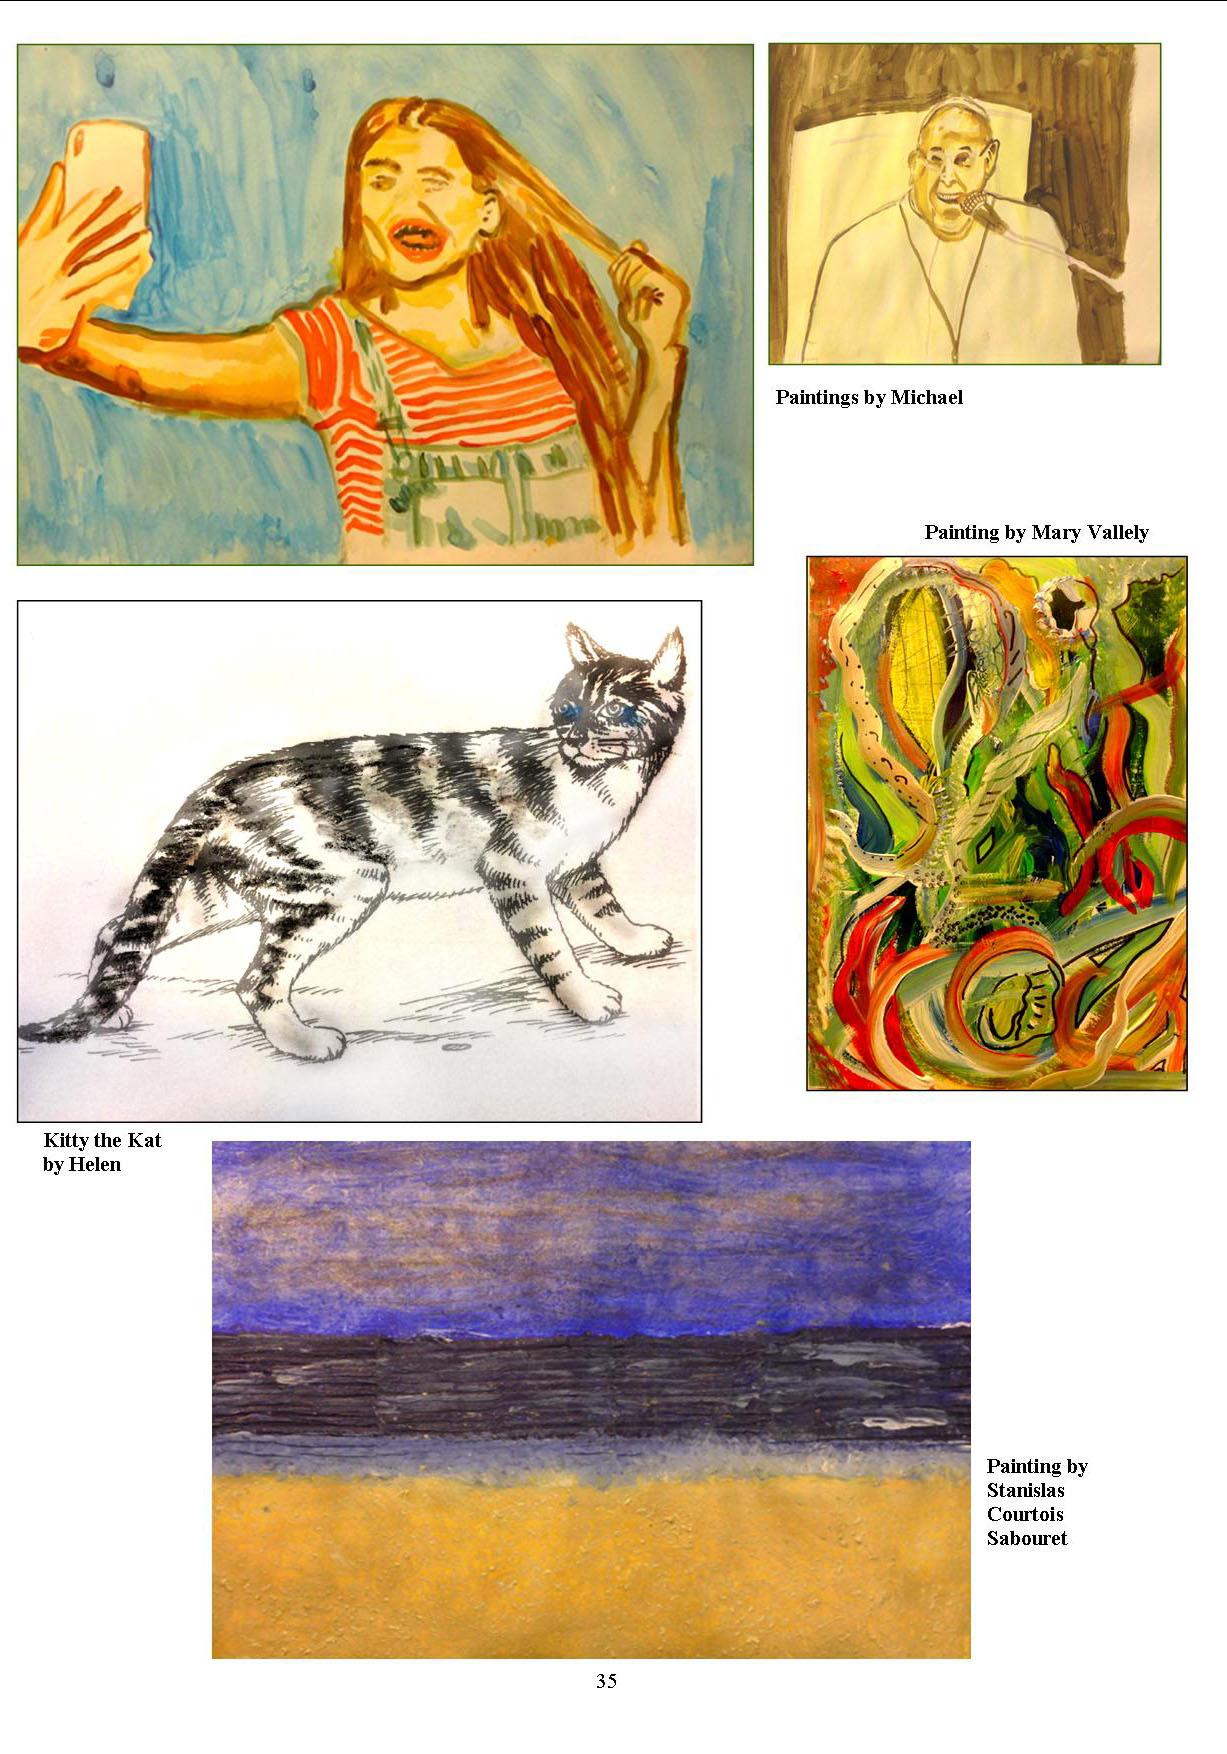 Paintings by Michael
Painting by Mary Vallely
Kitty the Kat
by Helen
Painting by
Stanislas
Courtois
Sabouret
35